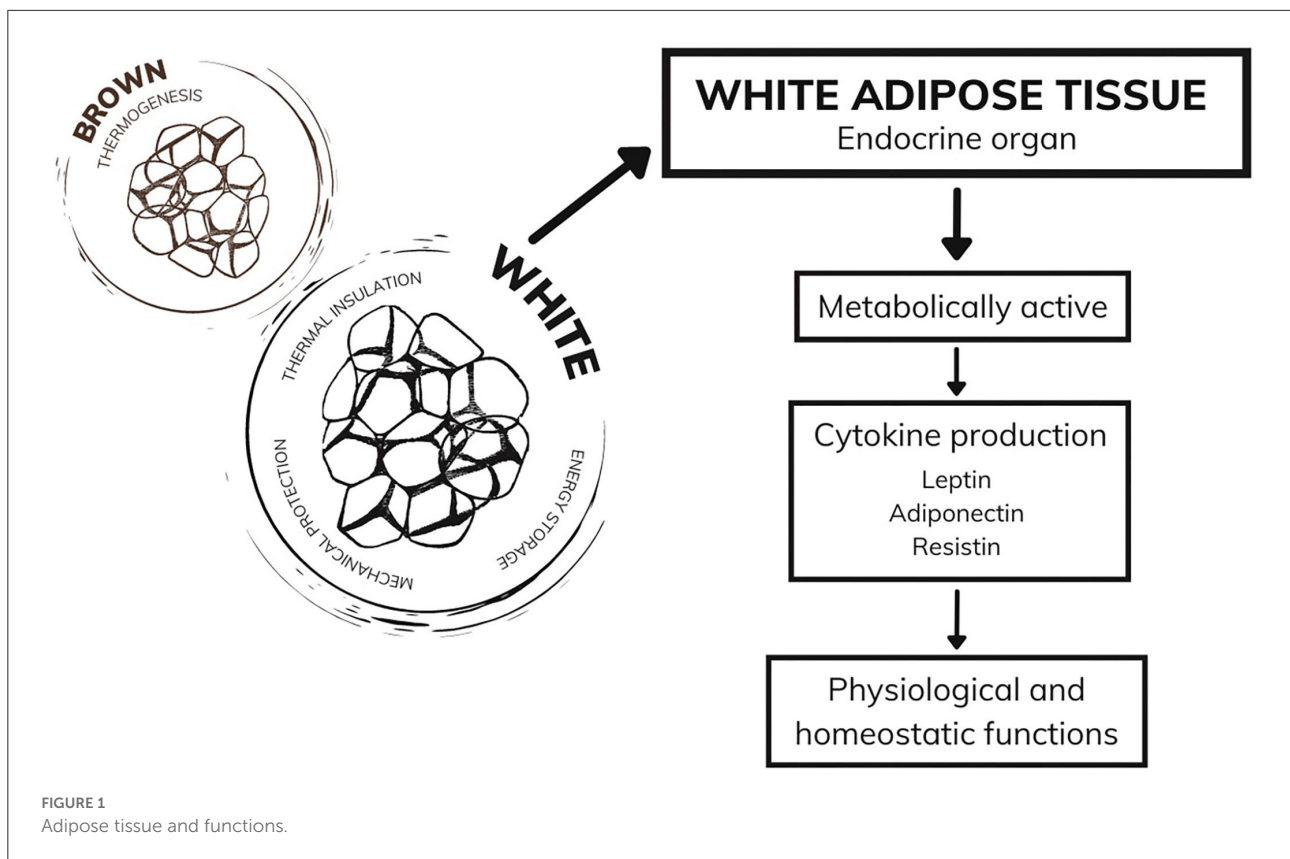 BROWN
THERMOGENESIS
WHITE
THERMAL INSULATION
MECHANICAL PROTECTION
ENERGY STORAGE
WHITE ADIPOSE TISSUE
Endocrine organ
Metabolically active
Cytokine production
Leptin
Adiponectin
Resistin
Physiological and
homeostatic functions
FIGURE 1
Adipose tissue and functions.